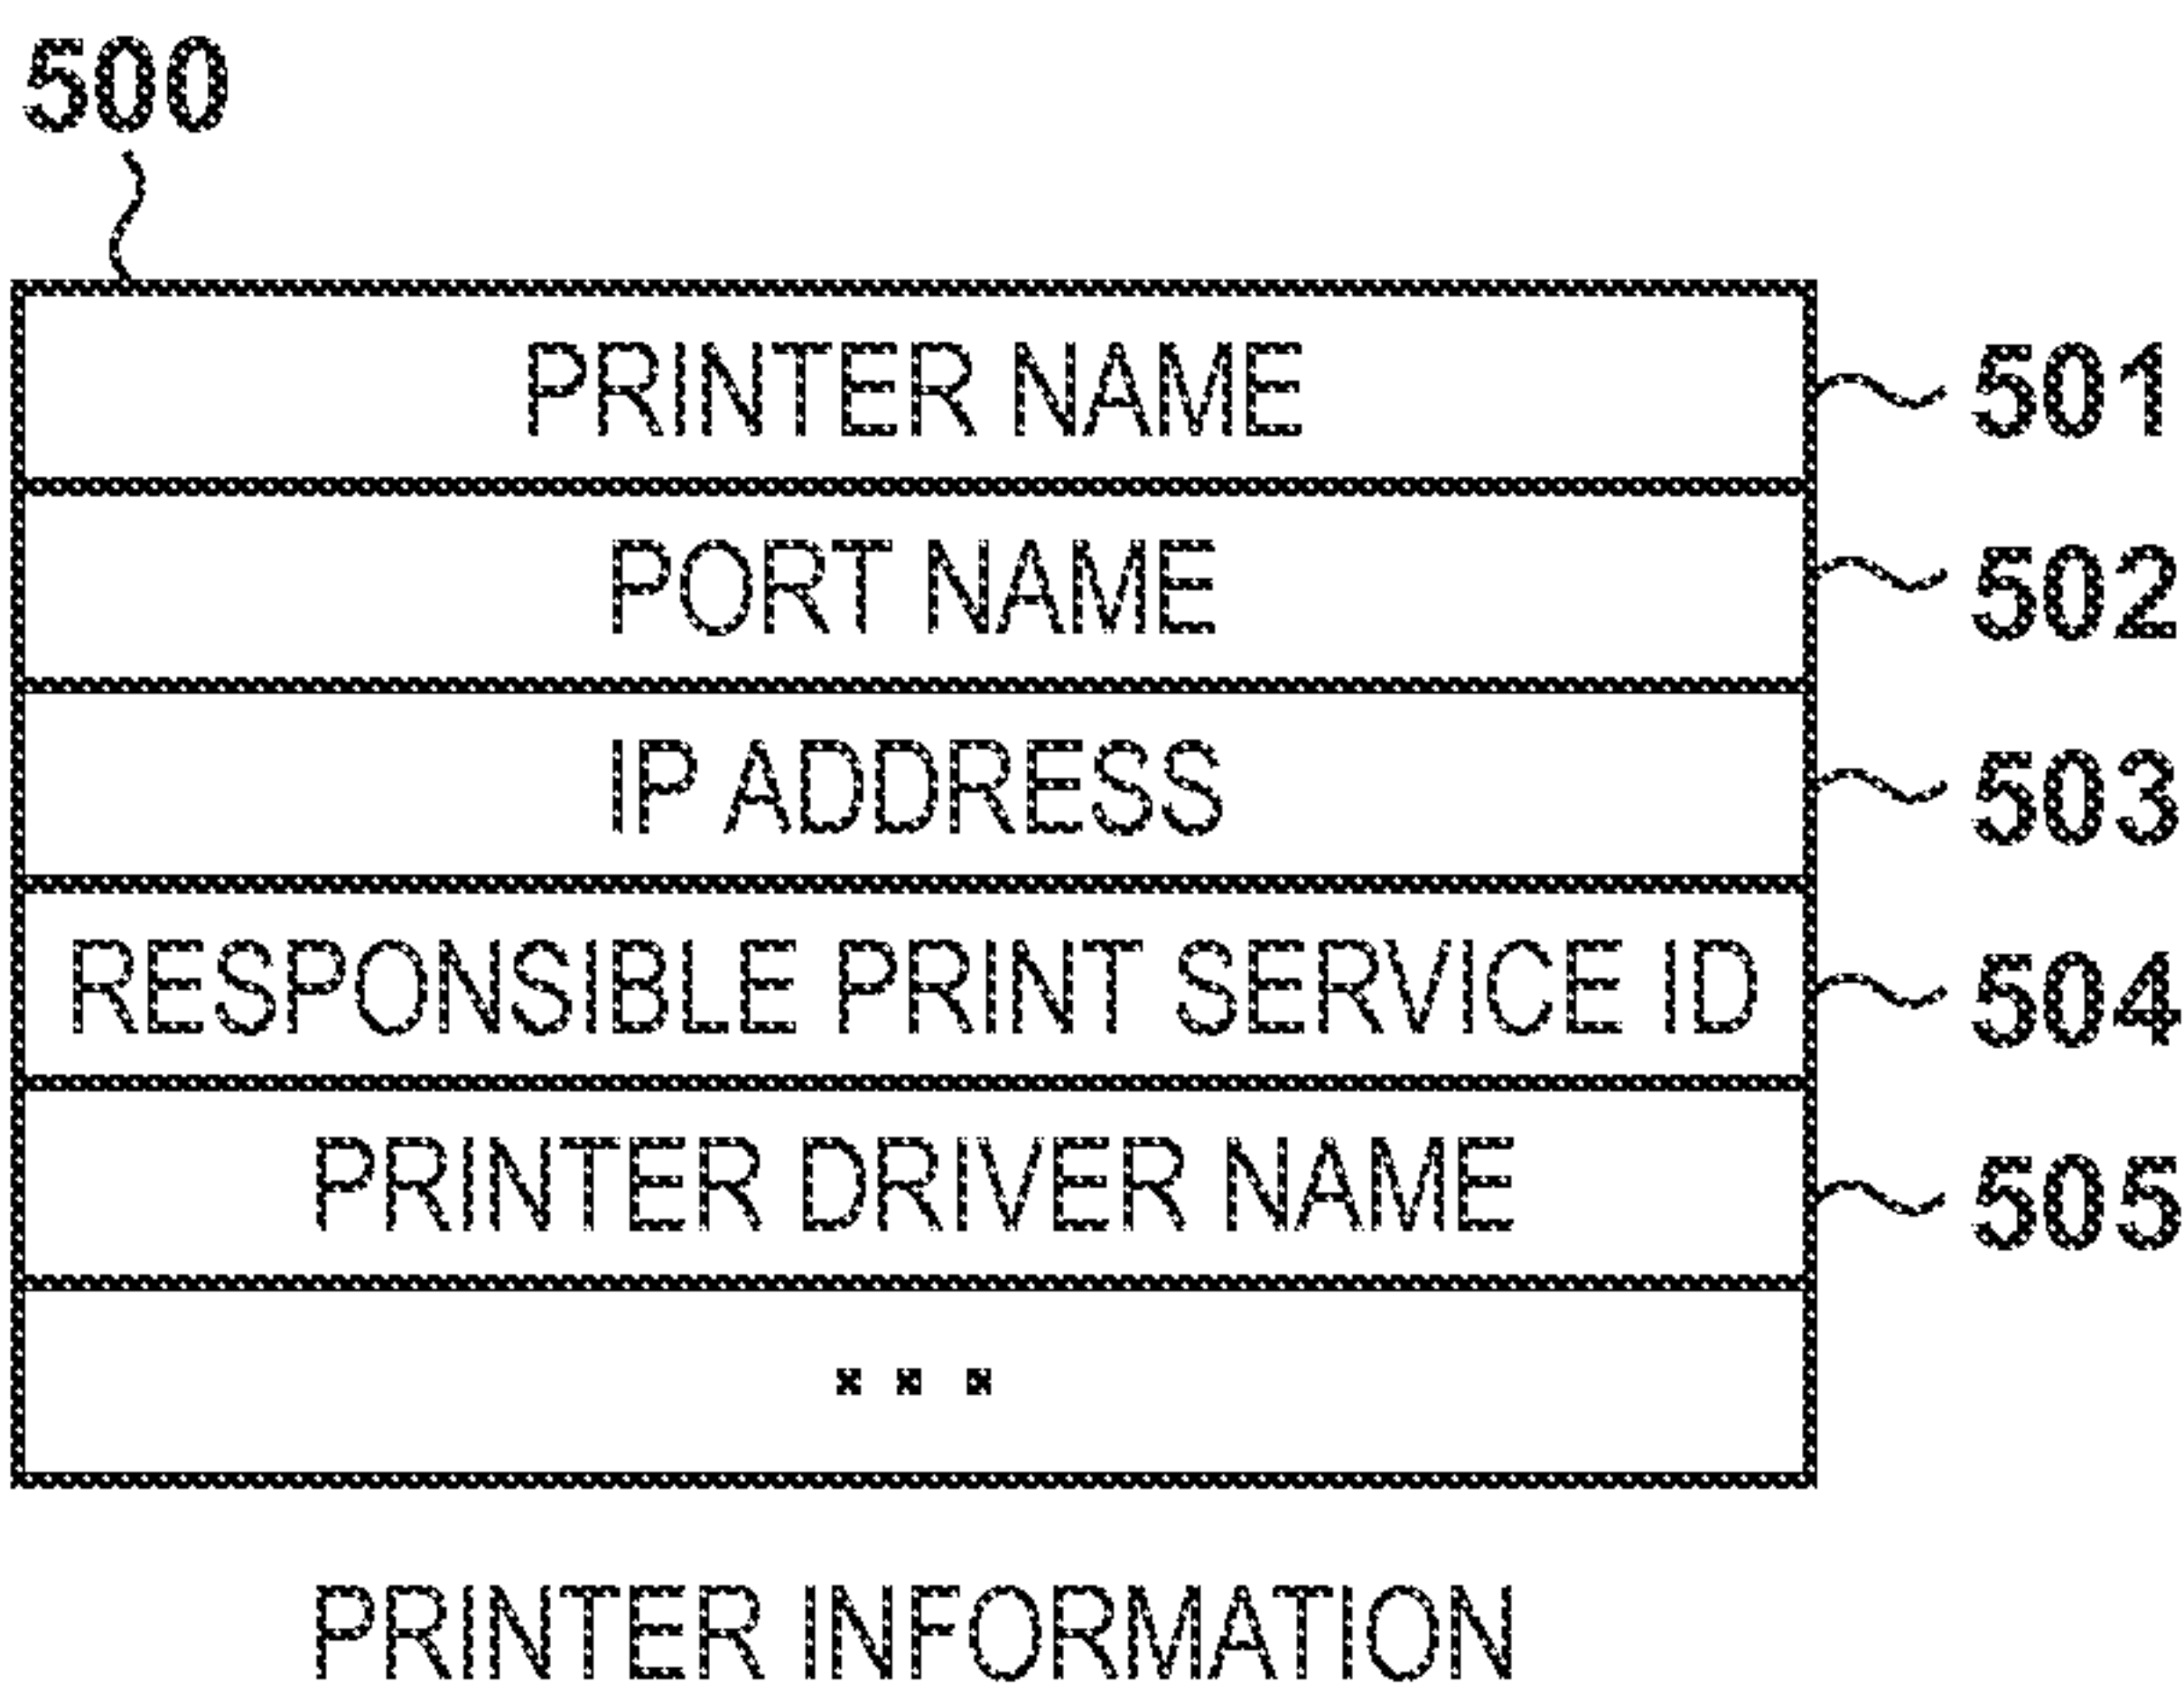 500
PRINTER NAME 501
PORT NAME 502
IP ADDRESS 503
RESPONSIBLE PRINT SERVICE ID 504
PRINTER DRIVER NAME 505
...
PRINTER INFORMATION